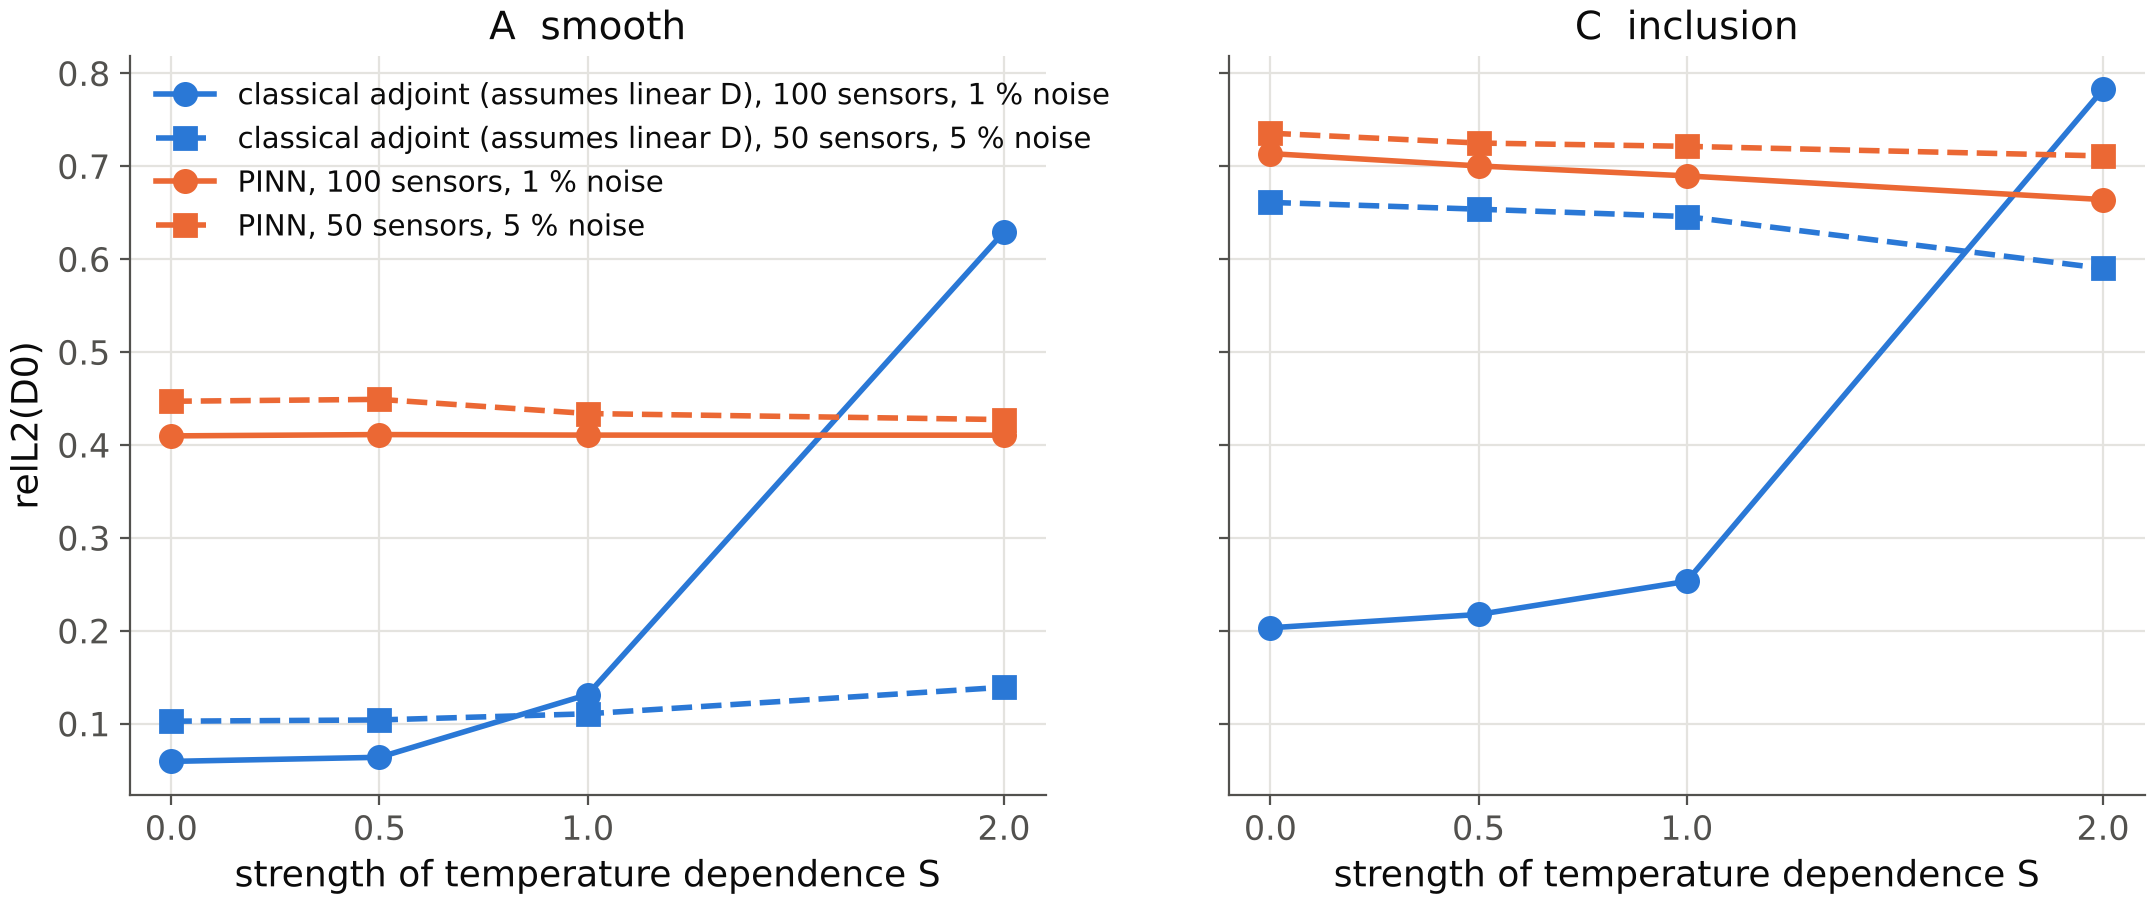 A  smooth
C  inclusion
classical adjoint (assumes linear D), 100 sensors, 1 % noise
classical adjoint (assumes linear D), 50 sensors, 5 % noise
PINN, 100 sensors, 1 % noise
PINN, 50 sensors, 5 % noise
relL2(D0)
0.8
0.7
0.6
0.5
0.4
0.3
0.2
0.1
0.0 0.5 1.0 2.0
strength of temperature dependence S
0.0 0.5 1.0 2.0
strength of temperature dependence S